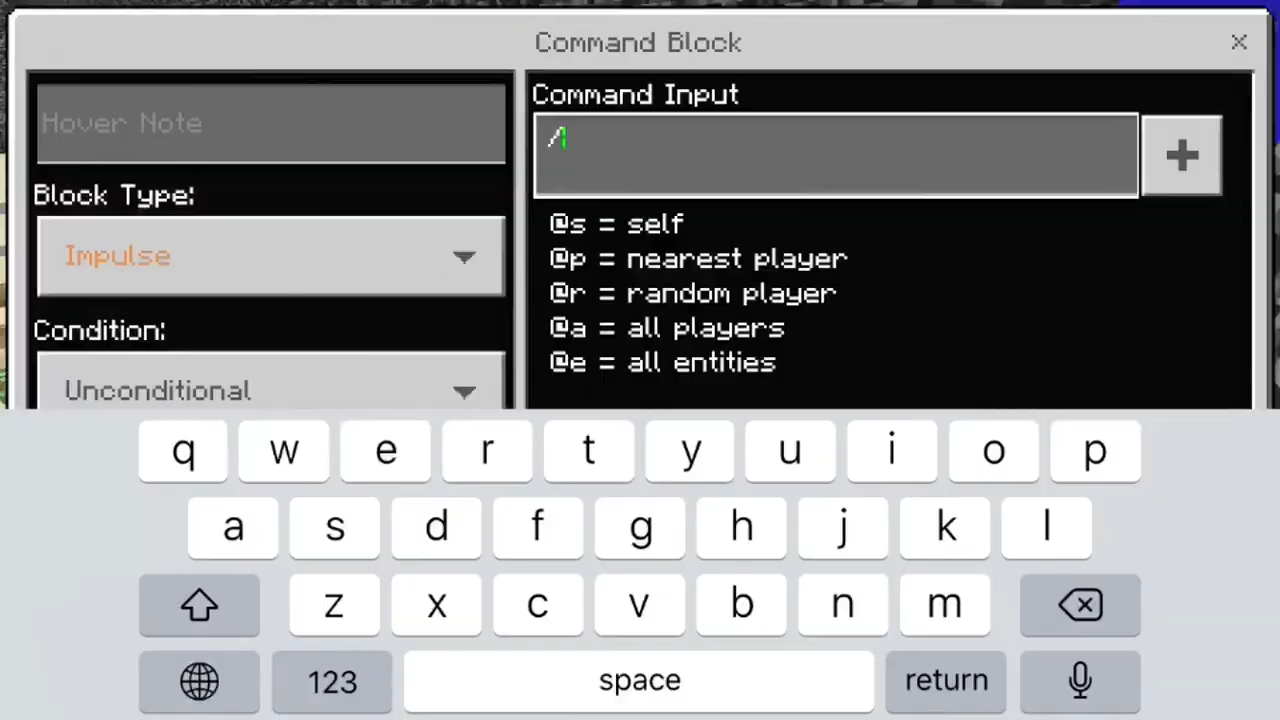 Command Block
Hover Note
Block Type:
Impulse
Condition:
Unconditional
Command Input
/
@s = self
@p = nearest player
@r = random player
@a = all players
@e = all entities
q w e r t y u i o p
a s d f g h j k l
z x c v b n m
123 space return